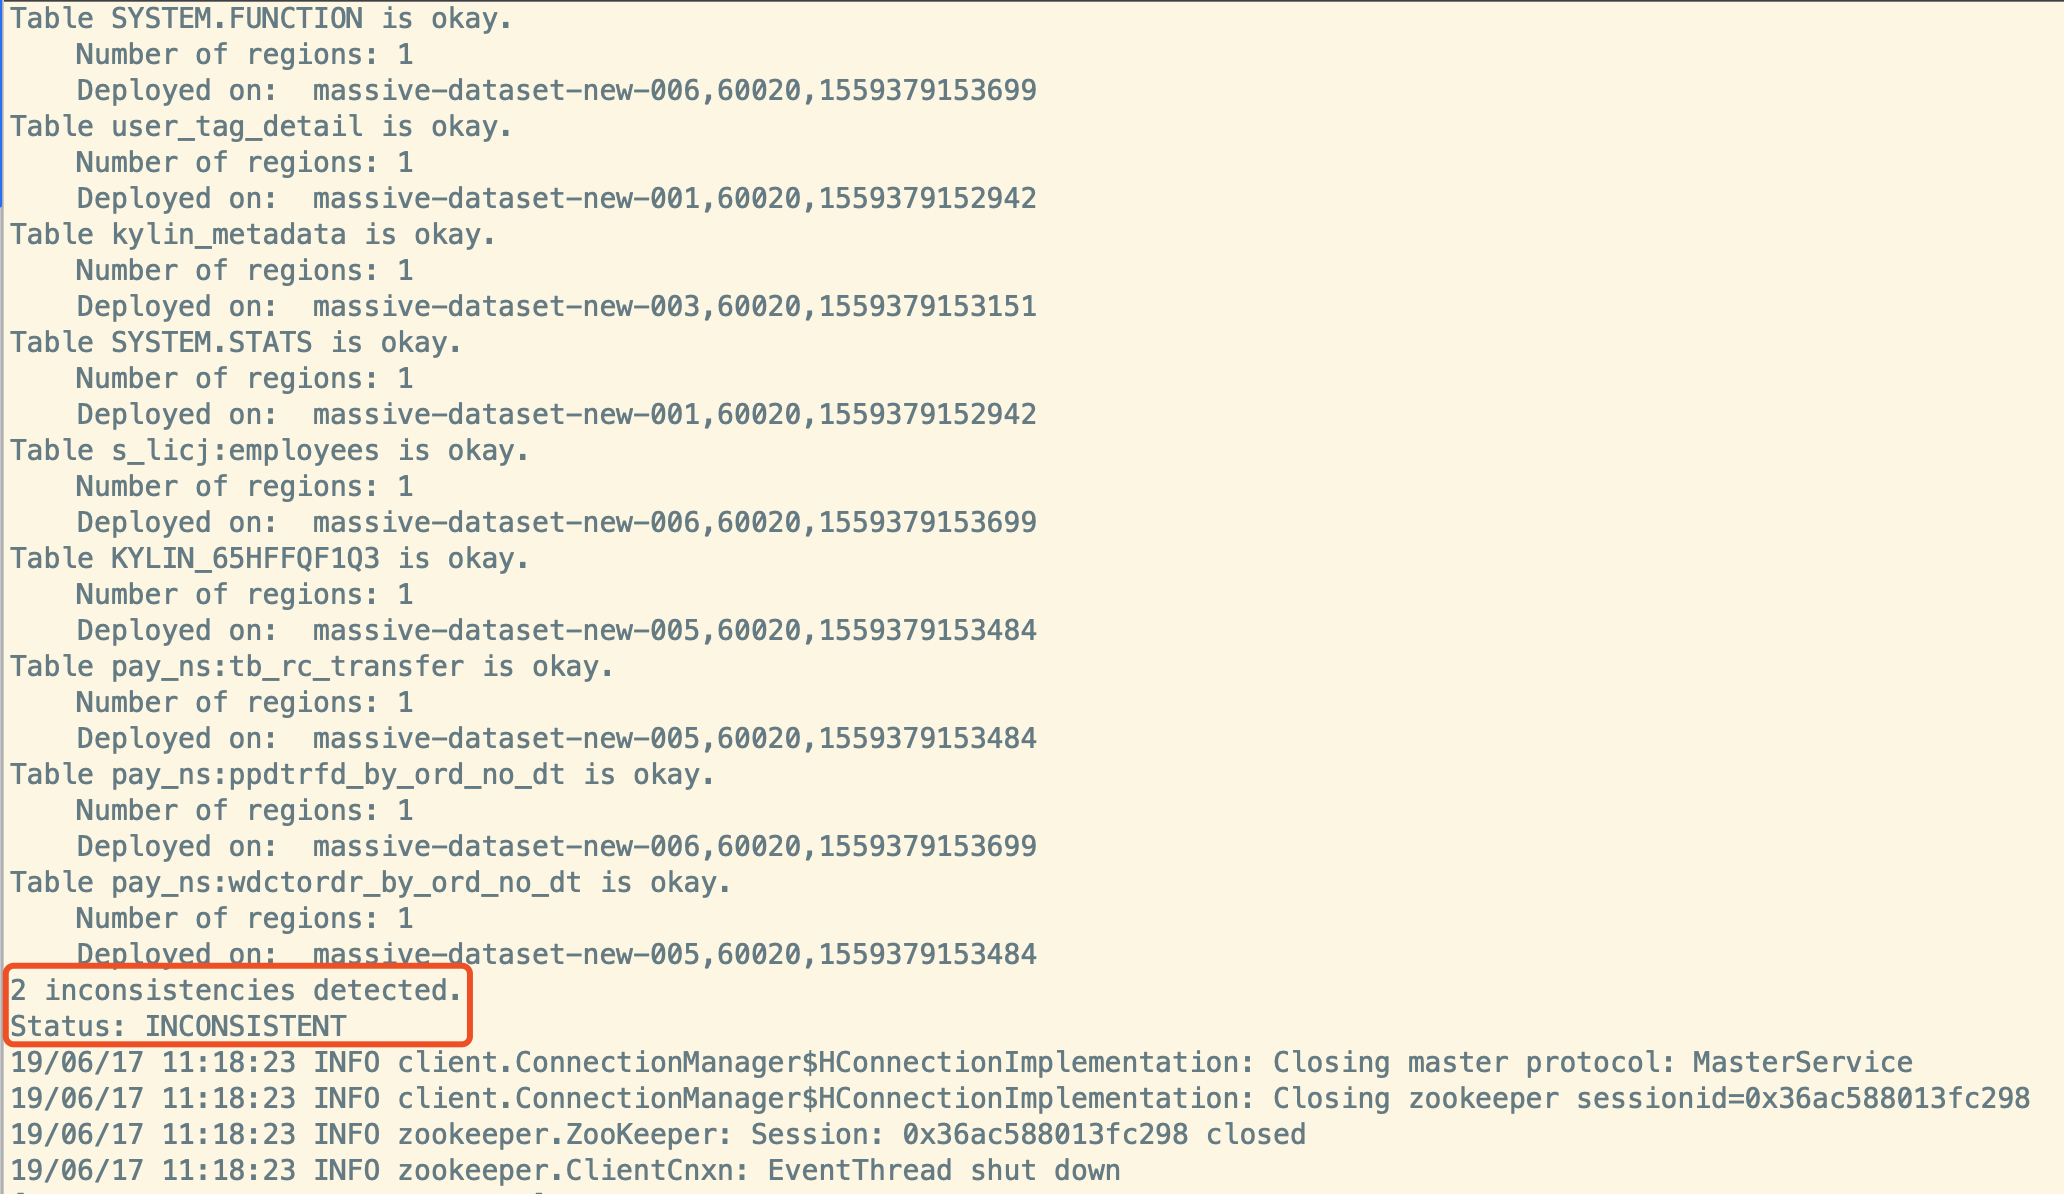 Table SYSTEM.FUNCTION is okay.
    Number of regions: 1
    Deployed on:  massive-dataset-new-006,60020,1559379153699
Table user_tag_detail is okay.
    Number of regions: 1
    Deployed on:  massive-dataset-new-001,60020,1559379152942
Table kylin_metadata is okay.
    Number of regions: 1
    Deployed on:  massive-dataset-new-003,60020,1559379153151
Table SYSTEM.STATS is okay.
    Number of regions: 1
    Deployed on:  massive-dataset-new-001,60020,1559379152942
Table s_licj:employees is okay.
    Number of regions: 1
    Deployed on:  massive-dataset-new-006,60020,1559379153699
Table KYLIN_65HFFQF1Q3 is okay.
    Number of regions: 1
    Deployed on:  massive-dataset-new-005,60020,1559379153484
Table pay_ns:tb_rc_transfer is okay.
    Number of regions: 1
    Deployed on:  massive-dataset-new-005,60020,1559379153484
Table pay_ns:ppdtrfd_by_ord_no_dt is okay.
    Number of regions: 1
    Deployed on:  massive-dataset-new-006,60020,1559379153699
Table pay_ns:wdctordr_by_ord_no_dt is okay.
    Number of regions: 1
    Deployed on:  massive-dataset-new-005,60020,1559379153484
2 inconsistencies detected.
Status: INCONSISTENT
19/06/17 11:18:23 INFO client.ConnectionManager$HConnectionImplementation: Closing master protocol: MasterService
19/06/17 11:18:23 INFO client.ConnectionManager$HConnectionImplementation: Closing zookeeper sessionid=0x36ac588013fc298
19/06/17 11:18:23 INFO zookeeper.ZooKeeper: Session: 0x36ac588013fc298 closed
19/06/17 11:18:23 INFO zookeeper.ClientCnxn: EventThread shut down